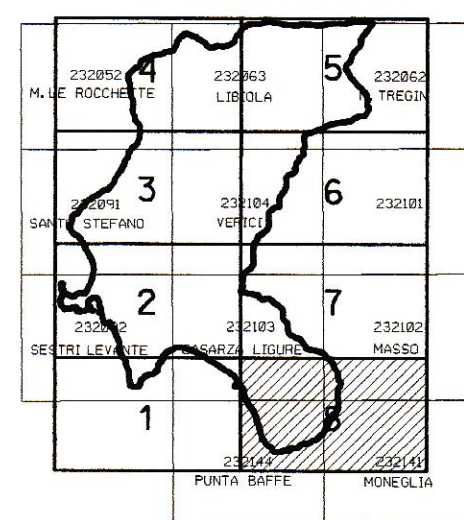 4
5
232052
232063
232062
M. LE ROCCHETTE
LIBIOLA
TREGIN
3
6
232091
232104
232101
SANTO STEFANO
VERICI
2
7
232092
232103
232102
SESTRI LEVANTE
CASARZA LIGURE
MASSO
1
8
232144
232141
PUNTA BAFFE
MONEGLIA